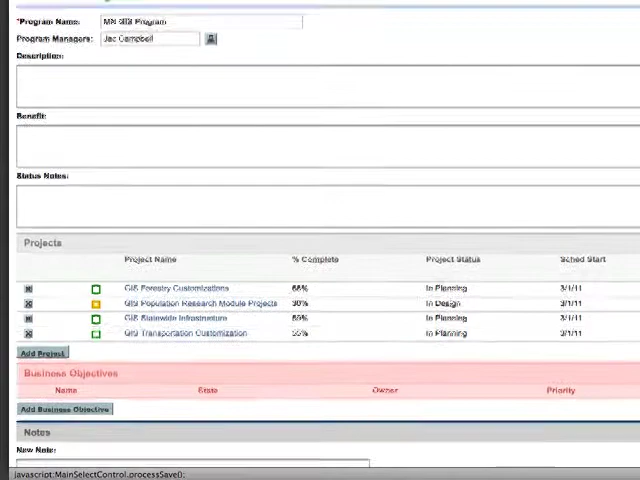 *Program Name: MN GIS Program
Program Managers: Jac Campbell
Description:
Benefit:
Status Notes:
Projects
Project Name % Complete Project Status Sched Start
GIS Forestry Customizations 66% In Planning 3/1/11
GIS Population Research Module Projects 30% In Design 3/1/11
GIS Statewide Infrastructure In Planning 3/1/11
GIS Transportation Customization In Planning 3/1/11
Add Project
Business Objectives
Name State Owner Priority
Add Business Objective
Notes
New Note:
javascript:MainSelectControl.processSave();